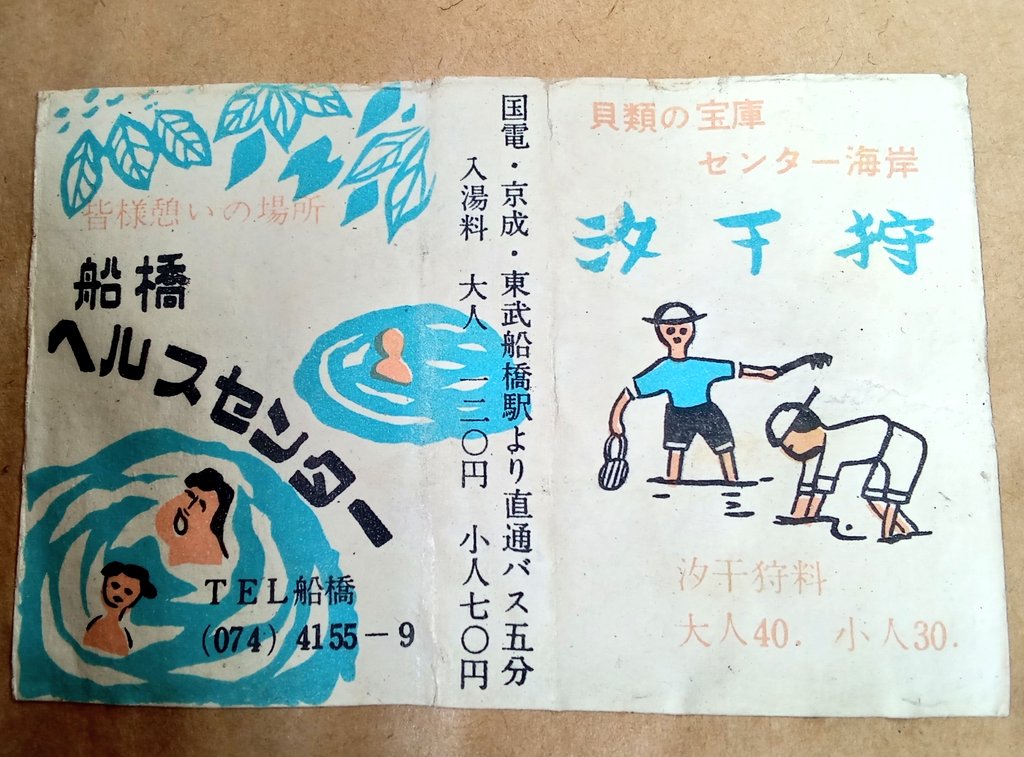 皆様憩いの場所
船橋
ヘルスセンター
TEL船橋
(074) 4155−9
国電・京成・東武船橋駅より直通バス五分
入湯料 大人 一二〇円 小人七〇円
貝類の宝庫
センター海岸
汐干狩
汐干狩料
大人40. 小人30.